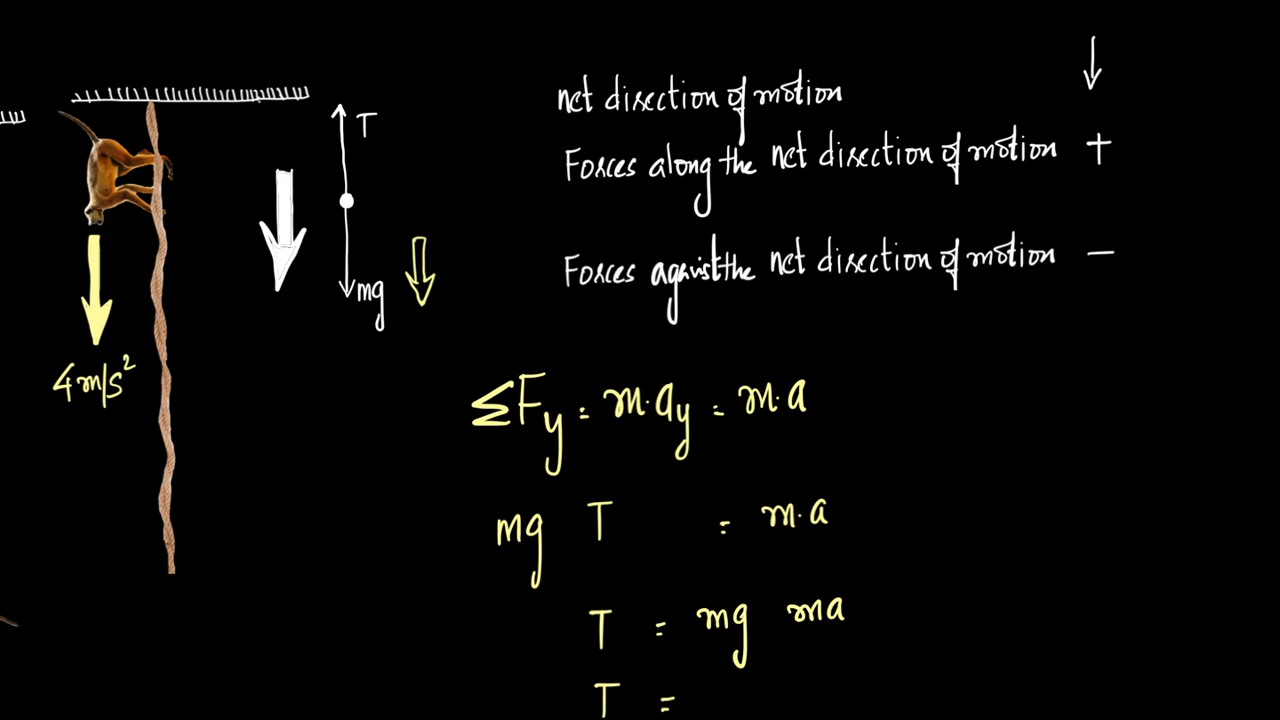 T
mg
4m/s²
net direction of motion ↓
Forces along the net direction of motion +
Forces against the net direction of motion −
ΣFy = m.ay = m.a
mg T = m.a
T = mg ma
T =